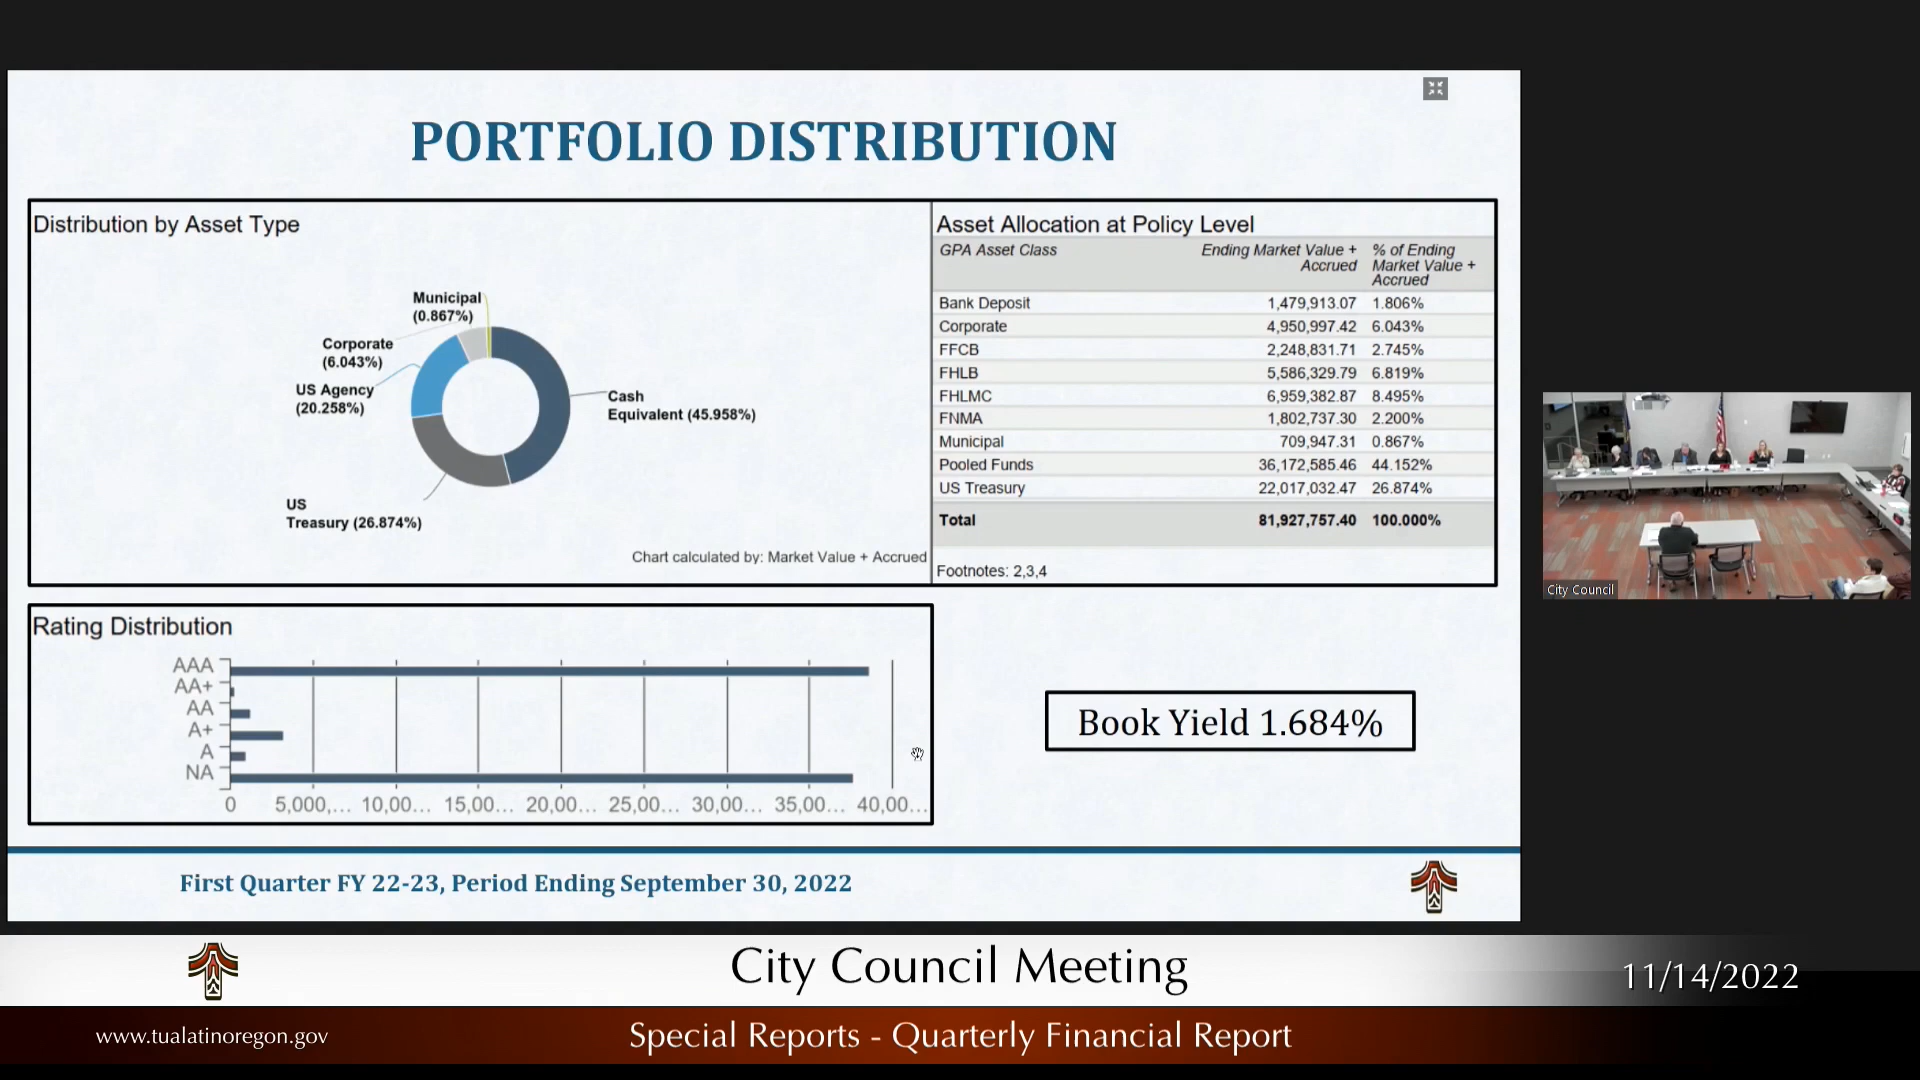 PORTFOLIO DISTRIBUTION
Distribution by Asset Type
Municipal
(0.867%)
Corporate
(6.043%)
US Agency
(20.258%)
Cash
Equivalent (45.958%)
US
Treasury (26.874%)
Chart calculated by: Market Value + Accrued
Asset Allocation at Policy Level
GPA Asset Class Ending Market Value + Accrued % of Ending Market Value + Accrued
Bank Deposit 1,479,913.07 1.806%
Corporate 4,950,997.42 6.043%
FFCB 2,248,831.71 2.745%
FHLB 5,586,329.79 6.819%
FHLMC 6,959,382.87 8.495%
FNMA 1,802,737.30 2.200%
Municipal 709,947.31 0.867%
Pooled Funds 36,172,585.46 44.152%
US Treasury 22,017,032.47 26.874%
Total 81,927,757.40 100.000%
Footnotes: 2,3,4
Rating Distribution
AAA
AA+
AA
A+
A
NA
0 5,000,... 10,00... 15,00... 20,00... 25,00... 30,00... 35,00... 40,00...
Book Yield 1.684%
First Quarter FY 22-23, Period Ending September 30, 2022
City Council
City Council Meeting
11/14/2022
www.tualatinoregon.gov
Special Reports - Quarterly Financial Report